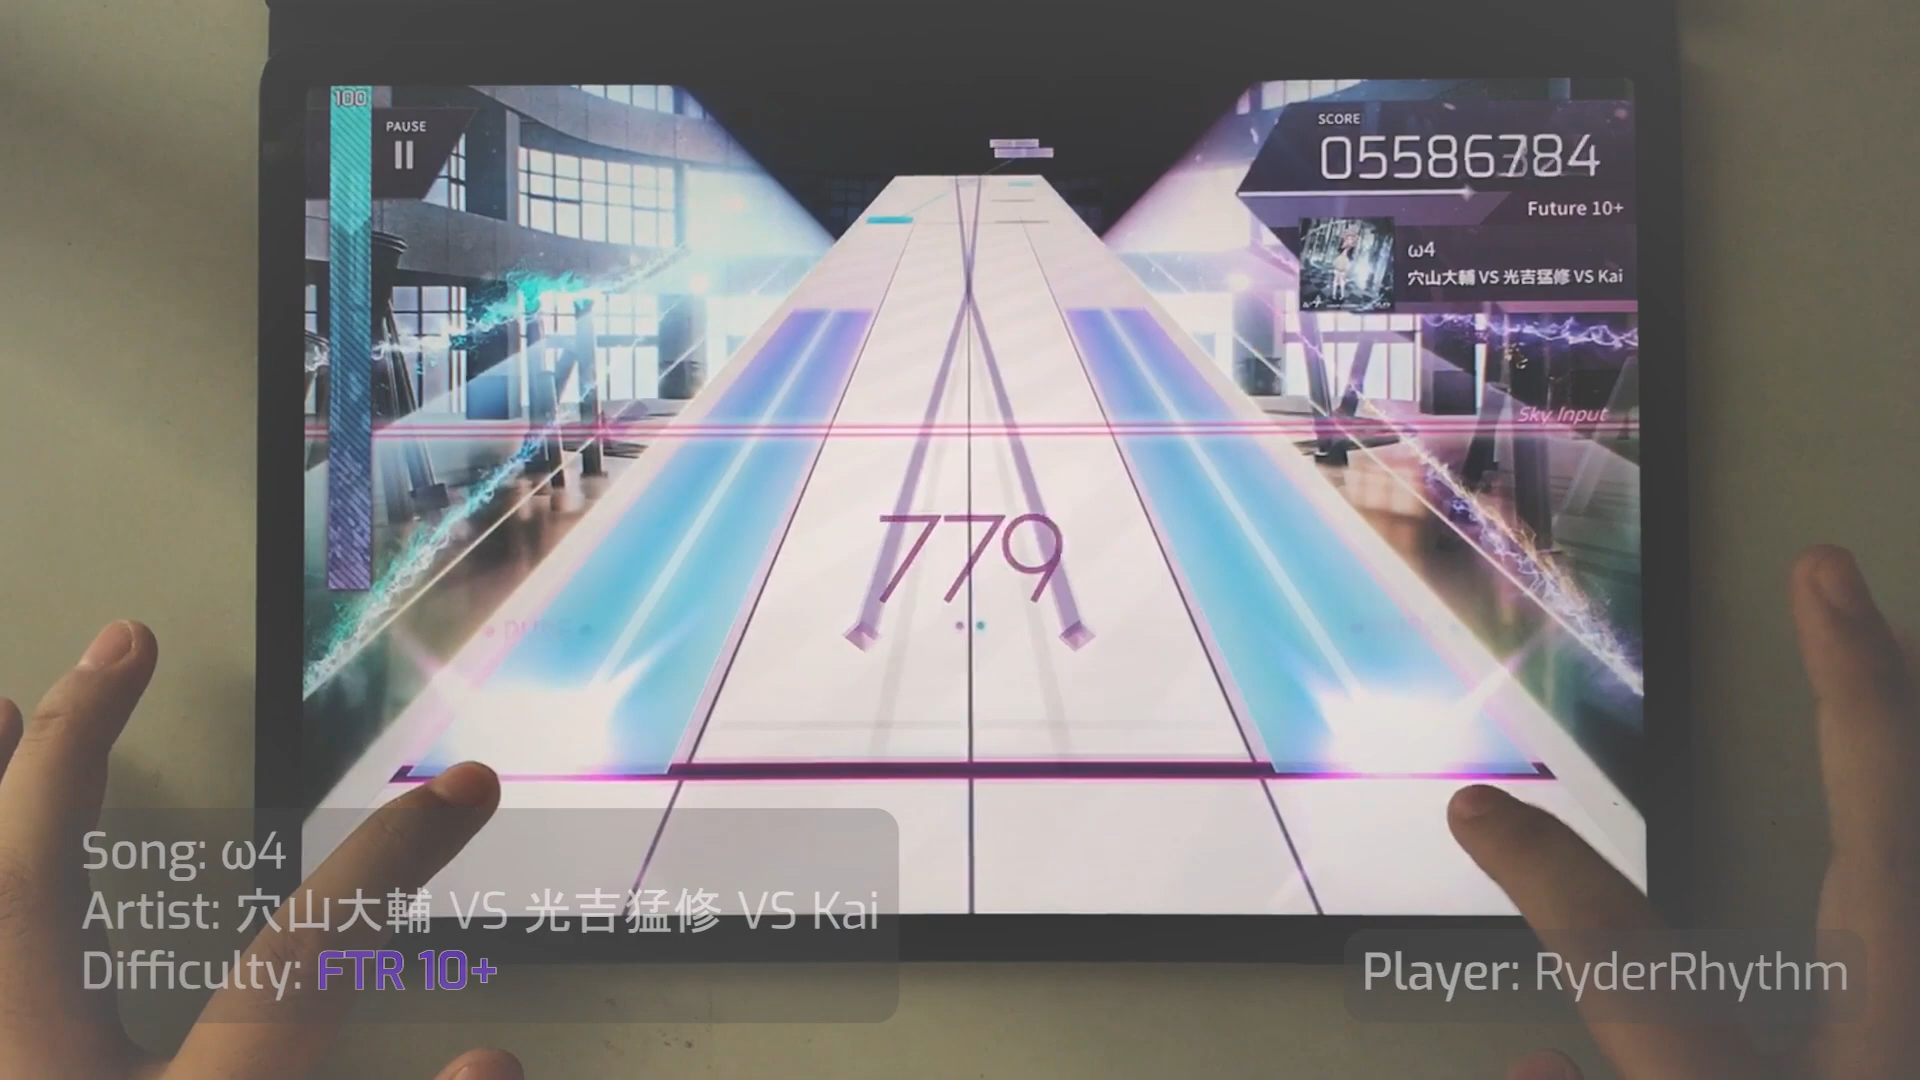 100
PAUSE
SCORE
05586784
Future 10+
ω4
穴山大輔 VS 光吉猛修 VS Kai
Sky Input
779
Song: ω4
Artist: 穴山大輔 VS 光吉猛修 VS Kai
Difficulty: FTR 10+
Player: RyderRhythm